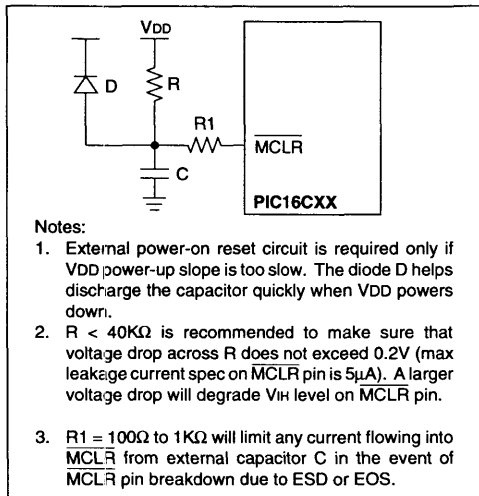 VDD
D
R
R1
MCLR
C
PIC16CXX
Notes:
1. External power-on reset circuit is required only if
VDD power-up slope is too slow. The diode D helps
discharge the capacitor quickly when VDD powers
down.
2. R < 40KΩ is recommended to make sure that
voltage drop across R does not exceed 0.2V (max
leakage current spec on MCLR pin is 5µA). A larger
voltage drop will degrade VIH level on MCLR pin.
3. R1 = 100Ω to 1KΩ will limit any current flowing into
MCLR from external capacitor C in the event of
MCLR pin breakdown due to ESD or EOS.